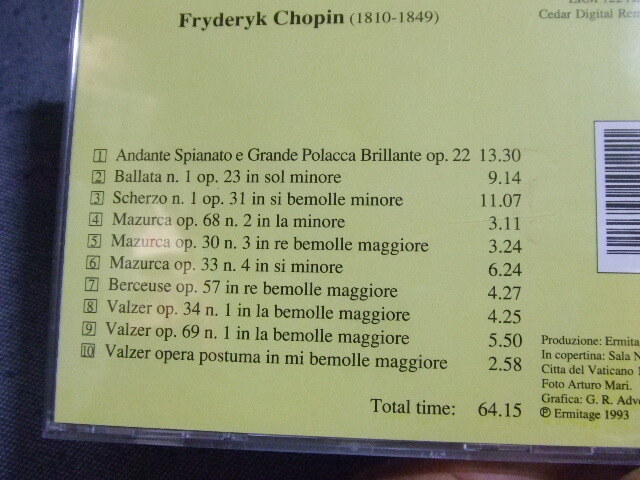 Fryderyk Chopin (1810-1849)
Cedar Digital Rem
1 Andante Spianato e Grande Polacca Brillante op. 22 13.30
2 Ballata n. 1 op. 23 in sol minore 9.14
3 Scherzo n. 1 op. 31 in si bemolle minore 11.07
4 Mazurca op. 68 n. 2 in la minore 3.11
5 Mazurca op. 30 n. 3 in re bemolle maggiore 3.24
6 Mazurca op. 33 n. 4 in si minore 6.24
7 Berceuse op. 57 in re bemolle maggiore 4.27
8 Valzer op. 34 n. 1 in la bemolle maggiore 4.25
9 Valzer op. 69 n. 1 in la bemolle maggiore 5.50
10 Valzer opera postuma in mi bemolle maggiore 2.58
Total time: 64.15
Produzione: Ermita
In copertina: Sala N
Citta del Vaticano 1
Foto Arturo Mari.
Grafica: G. R. Adve
℗ Ermitage 1993